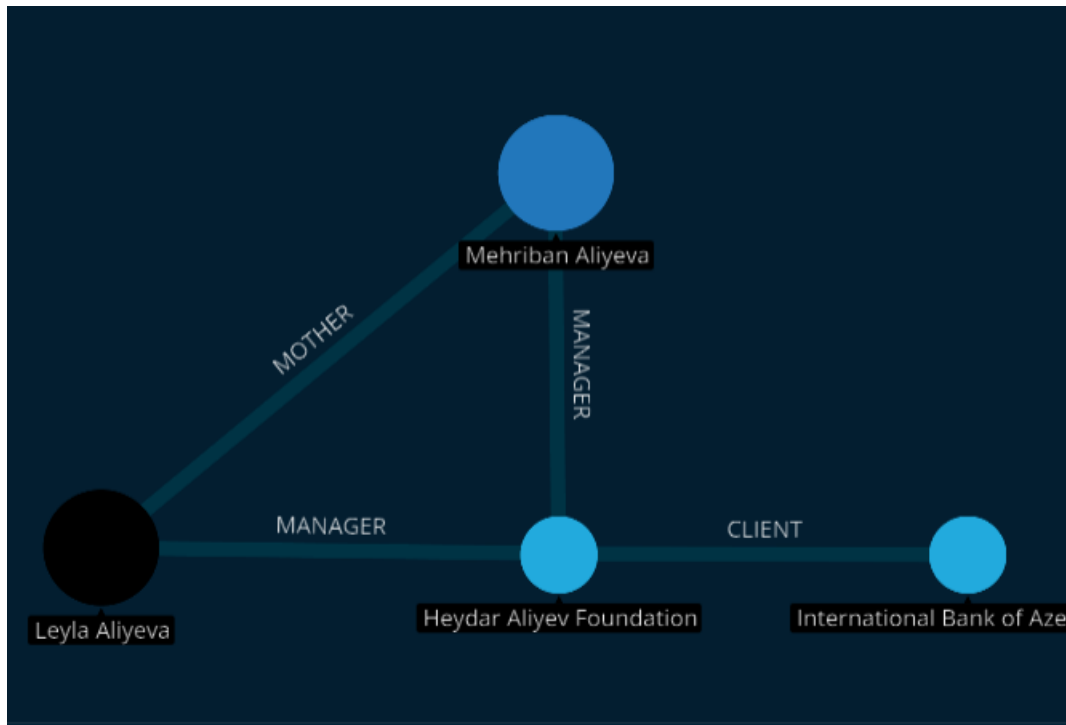 Mehriban Aliyeva
MOTHER
MANAGER
MANAGER
CLIENT
Leyla Aliyeva
Heydar Aliyev Foundation
International Bank of Aze